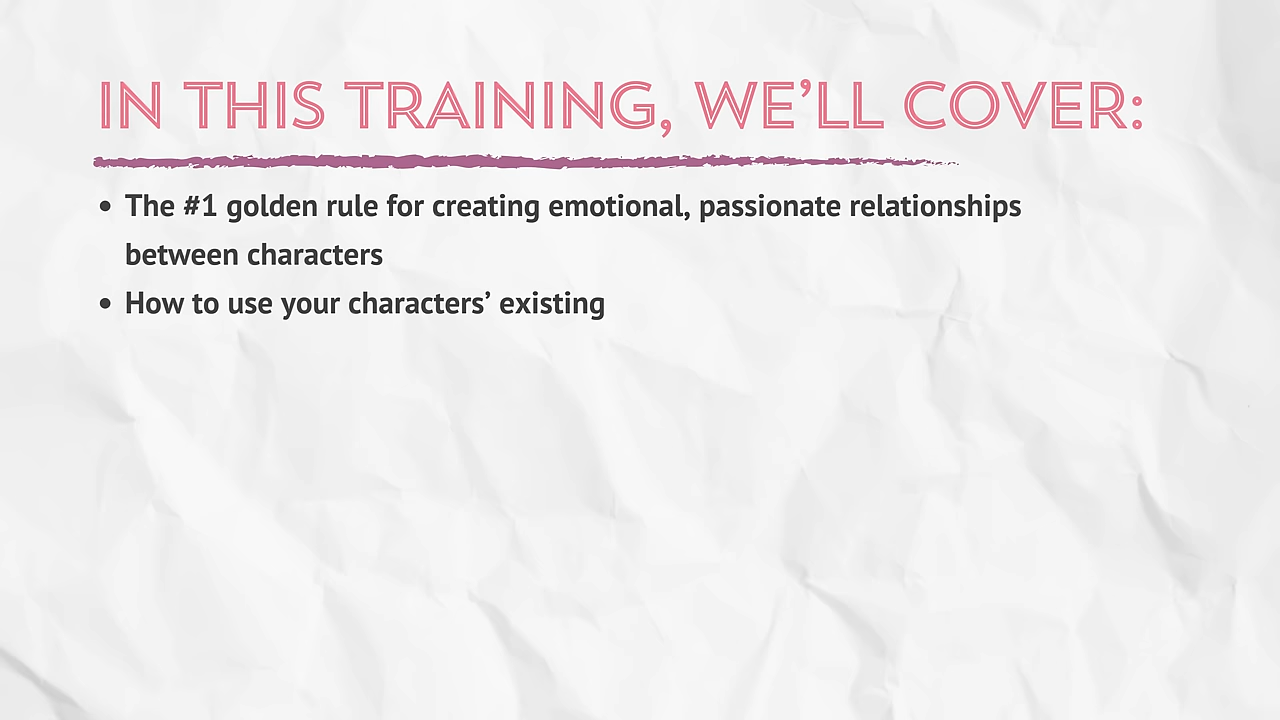 IN THIS TRAINING, WE’LL COVER:
• The #1 golden rule for creating emotional, passionate relationships
between characters
• How to use your characters’ existing